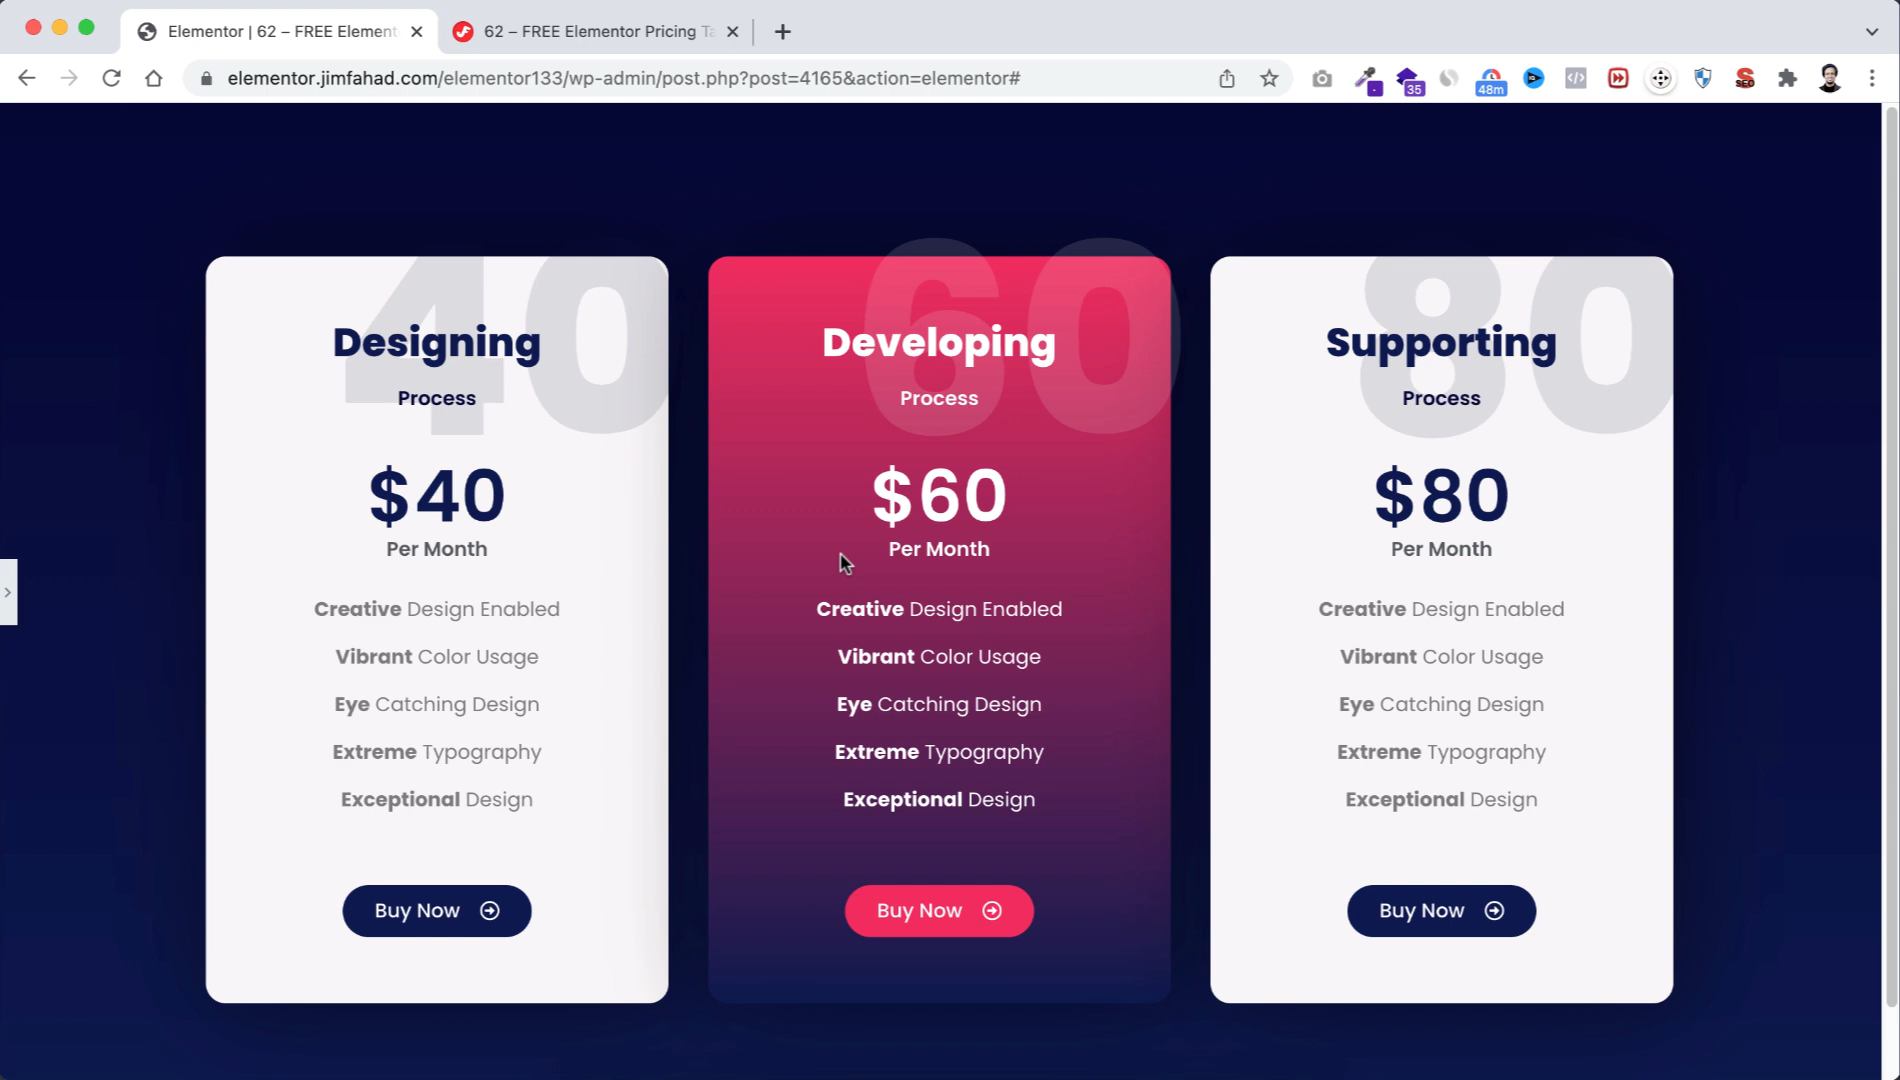 Elementor | 62 – FREE Element
62 – FREE Elementor Pricing Ta
elementor.jimfahad.com/elementor133/wp-admin/post.php?post=4165&action=elementor#
35
48m
SEO
40
Designing
Process
$40
Per Month
Creative Design Enabled
Vibrant Color Usage
Eye Catching Design
Extreme Typography
Exceptional Design
Buy Now
60
Developing
Process
$60
Per Month
Creative Design Enabled
Vibrant Color Usage
Eye Catching Design
Extreme Typography
Exceptional Design
Buy Now
80
Supporting
Process
$80
Per Month
Creative Design Enabled
Vibrant Color Usage
Eye Catching Design
Extreme Typography
Exceptional Design
Buy Now